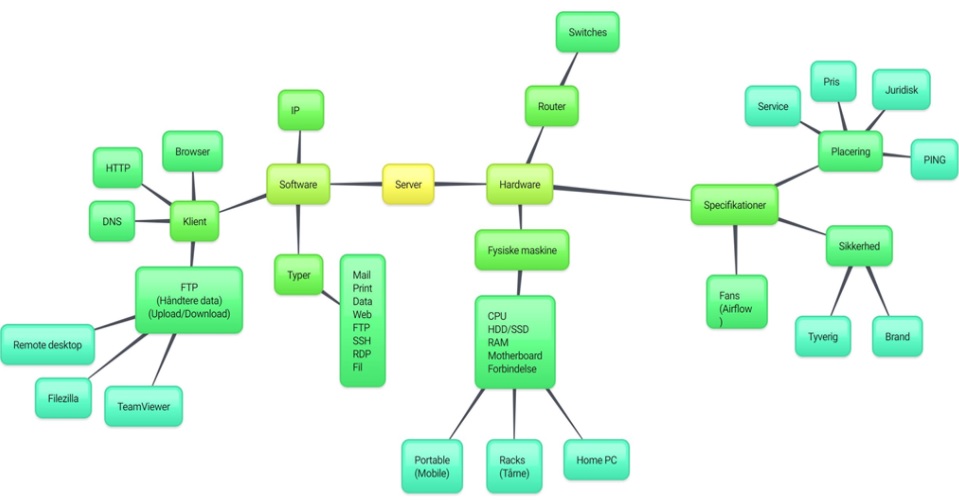 Switches
Router
IP
Browser
HTTP
DNS
Klient
Software
Server
Hardware
Service
Pris
Juridisk
Placering
PING
Specifikationer
Sikkerhed
Fans
(Airflow
)
Tyverig
Brand
Fysiske maskine
CPU
HDD/SSD
RAM
Motherboard
Forbindelse
Portable
(Mobile)
Racks
(Tårne)
Home PC
Typer
Mail
Print
Data
Web
FTP
SSH
RDP
Fil
FTP
(Håndtere data)
(Upload/Download)
Remote desktop
Filezilla
TeamViewer